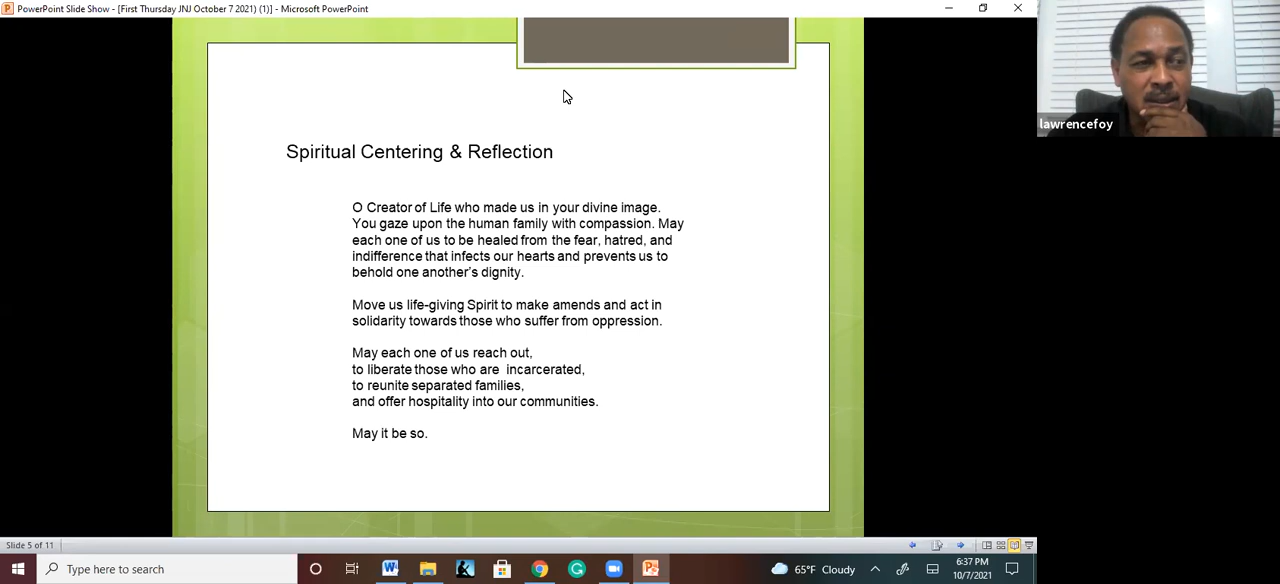 PowerPoint Slide Show - [First Thursday JNJ October 7 2021) (1)] - Microsoft PowerPoint
lawrencefoy
Spiritual Centering & Reflection
O Creator of Life who made us in your divine image.
You gaze upon the human family with compassion. May
each one of us to be healed from the fear, hatred, and
indifference that infects our hearts and prevents us to
behold one another's dignity.
Move us life-giving Spirit to make amends and act in
solidarity towards those who suffer from oppression.
May each one of us reach out,
to liberate those who are  incarcerated,
to reunite separated families,
and offer hospitality into our communities.
May it be so.
Slide 5 of 11
Type here to search
65°F Cloudy
6:37 PM
10/7/2021